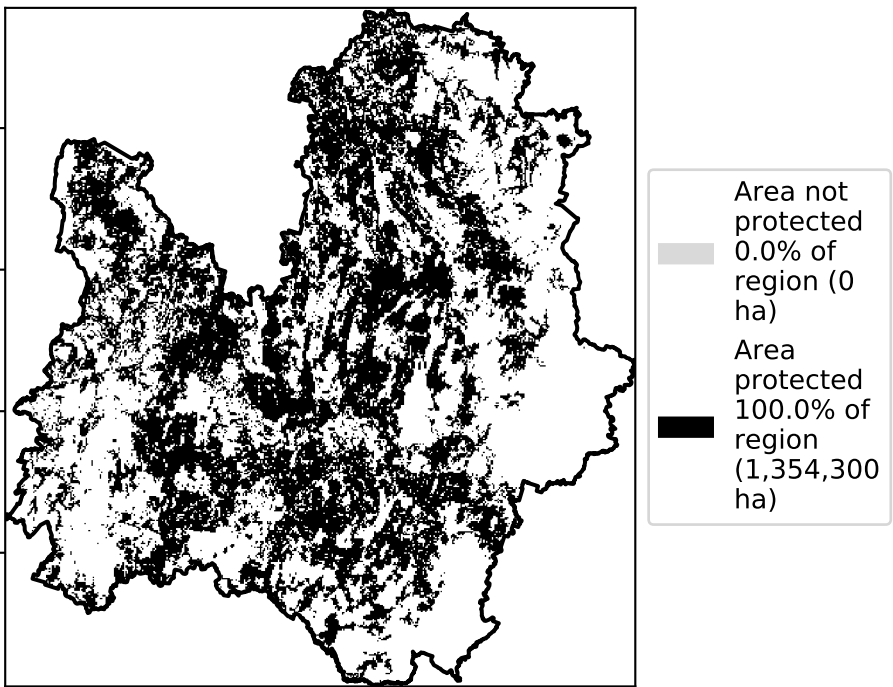 Area not
protected
0.0% of
region (0
ha)
Area
protected
100.0% of
region
(1,354,300
ha)